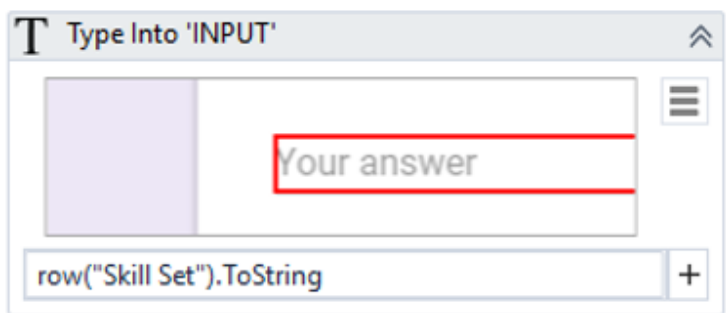 Type Into 'INPUT'
Your answer
row("Skill Set").ToString